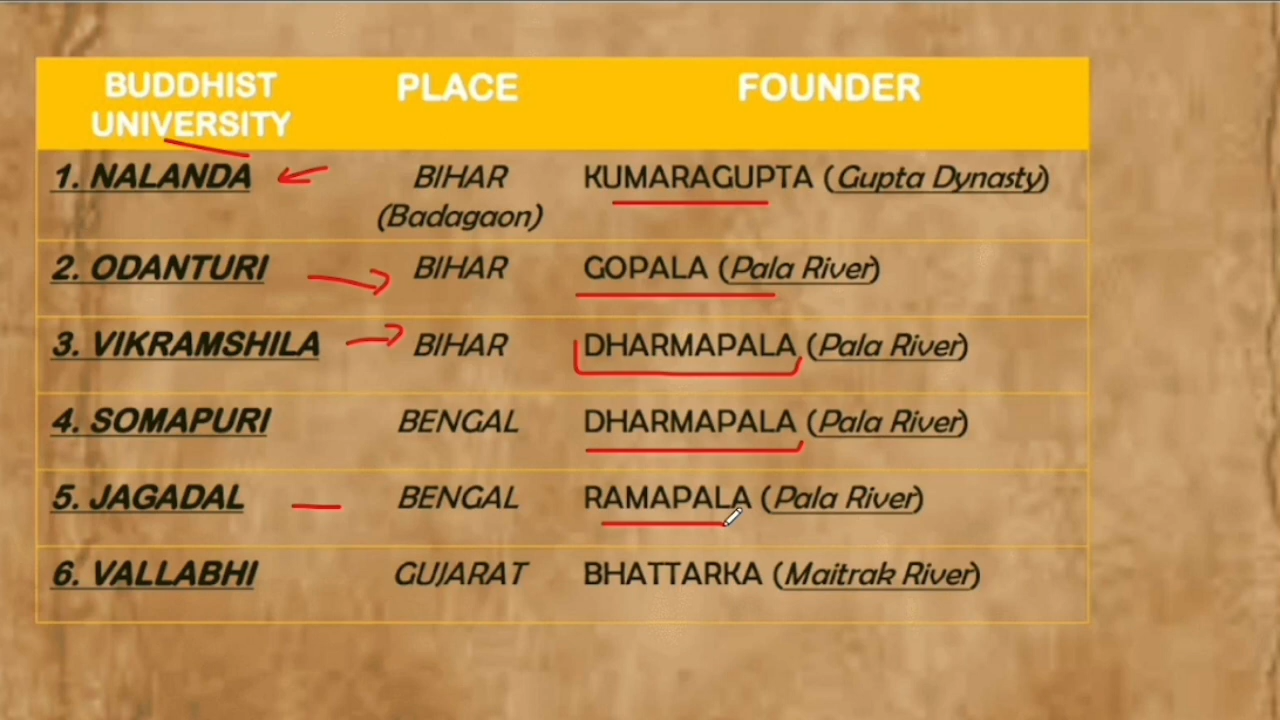 BUDDHIST UNIVERSITY PLACE FOUNDER
1. NALANDA BIHAR (Badagaon) KUMARAGUPTA (Gupta Dynasty)
2. ODANTURI BIHAR GOPALA (Pala River)
3. VIKRAMSHILA BIHAR DHARMAPALA (Pala River)
4. SOMAPURI BENGAL DHARMAPALA (Pala River)
5. JAGADAL BENGAL RAMAPALA (Pala River)
6. VALLABHI GUJARAT BHATTARKA (Maitrak River)